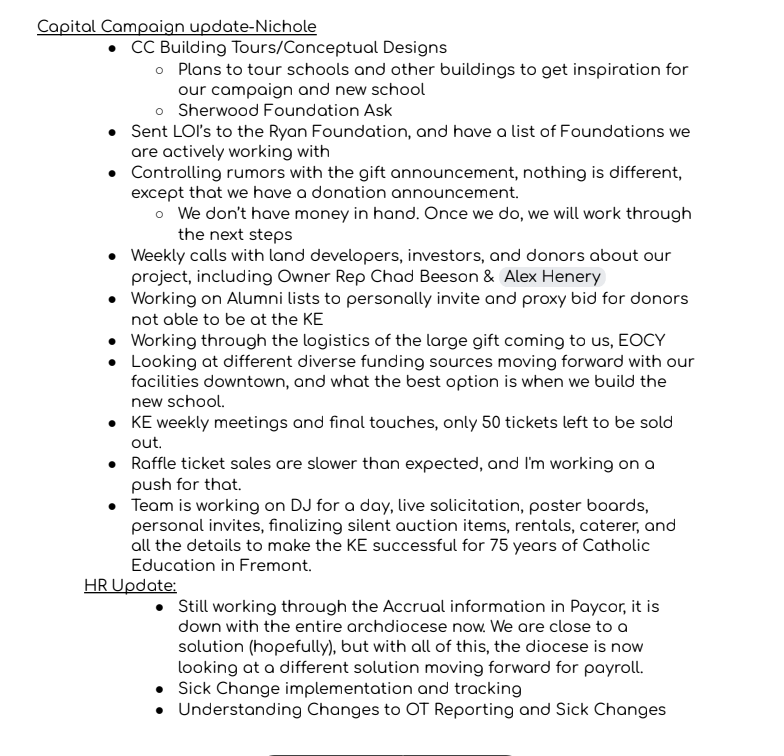 Capital Campaign update-Nichole
● CC Building Tours/Conceptual Designs
○ Plans to tour schools and other buildings to get inspiration for
our campaign and new school
○ Sherwood Foundation Ask
● Sent LOI's to the Ryan Foundation, and have a list of Foundations we
are actively working with
● Controlling rumors with the gift announcement, nothing is different,
except that we have a donation announcement.
○ We don't have money in hand. Once we do, we will work through
the next steps
● Weekly calls with land developers, investors, and donors about our
project, including Owner Rep Chad Beeson & Alex Henery
● Working on Alumni lists to personally invite and proxy bid for donors
not able to be at the KE
● Working through the logistics of the large gift coming to us, EOCY
● Looking at different diverse funding sources moving forward with our
facilities downtown, and what the best option is when we build the
new school.
● KE weekly meetings and final touches, only 50 tickets left to be sold
out.
● Raffle ticket sales are slower than expected, and I'm working on a
push for that.
● Team is working on DJ for a day, live solicitation, poster boards,
personal invites, finalizing silent auction items, rentals, caterer, and
all the details to make the KE successful for 75 years of Catholic
Education in Fremont.
HR Update:
● Still working through the Accrual information in Paycor, it is
down with the entire archdiocese now. We are close to a
solution (hopefully), but with all of this, the diocese is now
looking at a different solution moving forward for payroll.
● Sick Change implementation and tracking
● Understanding Changes to OT Reporting and Sick Changes